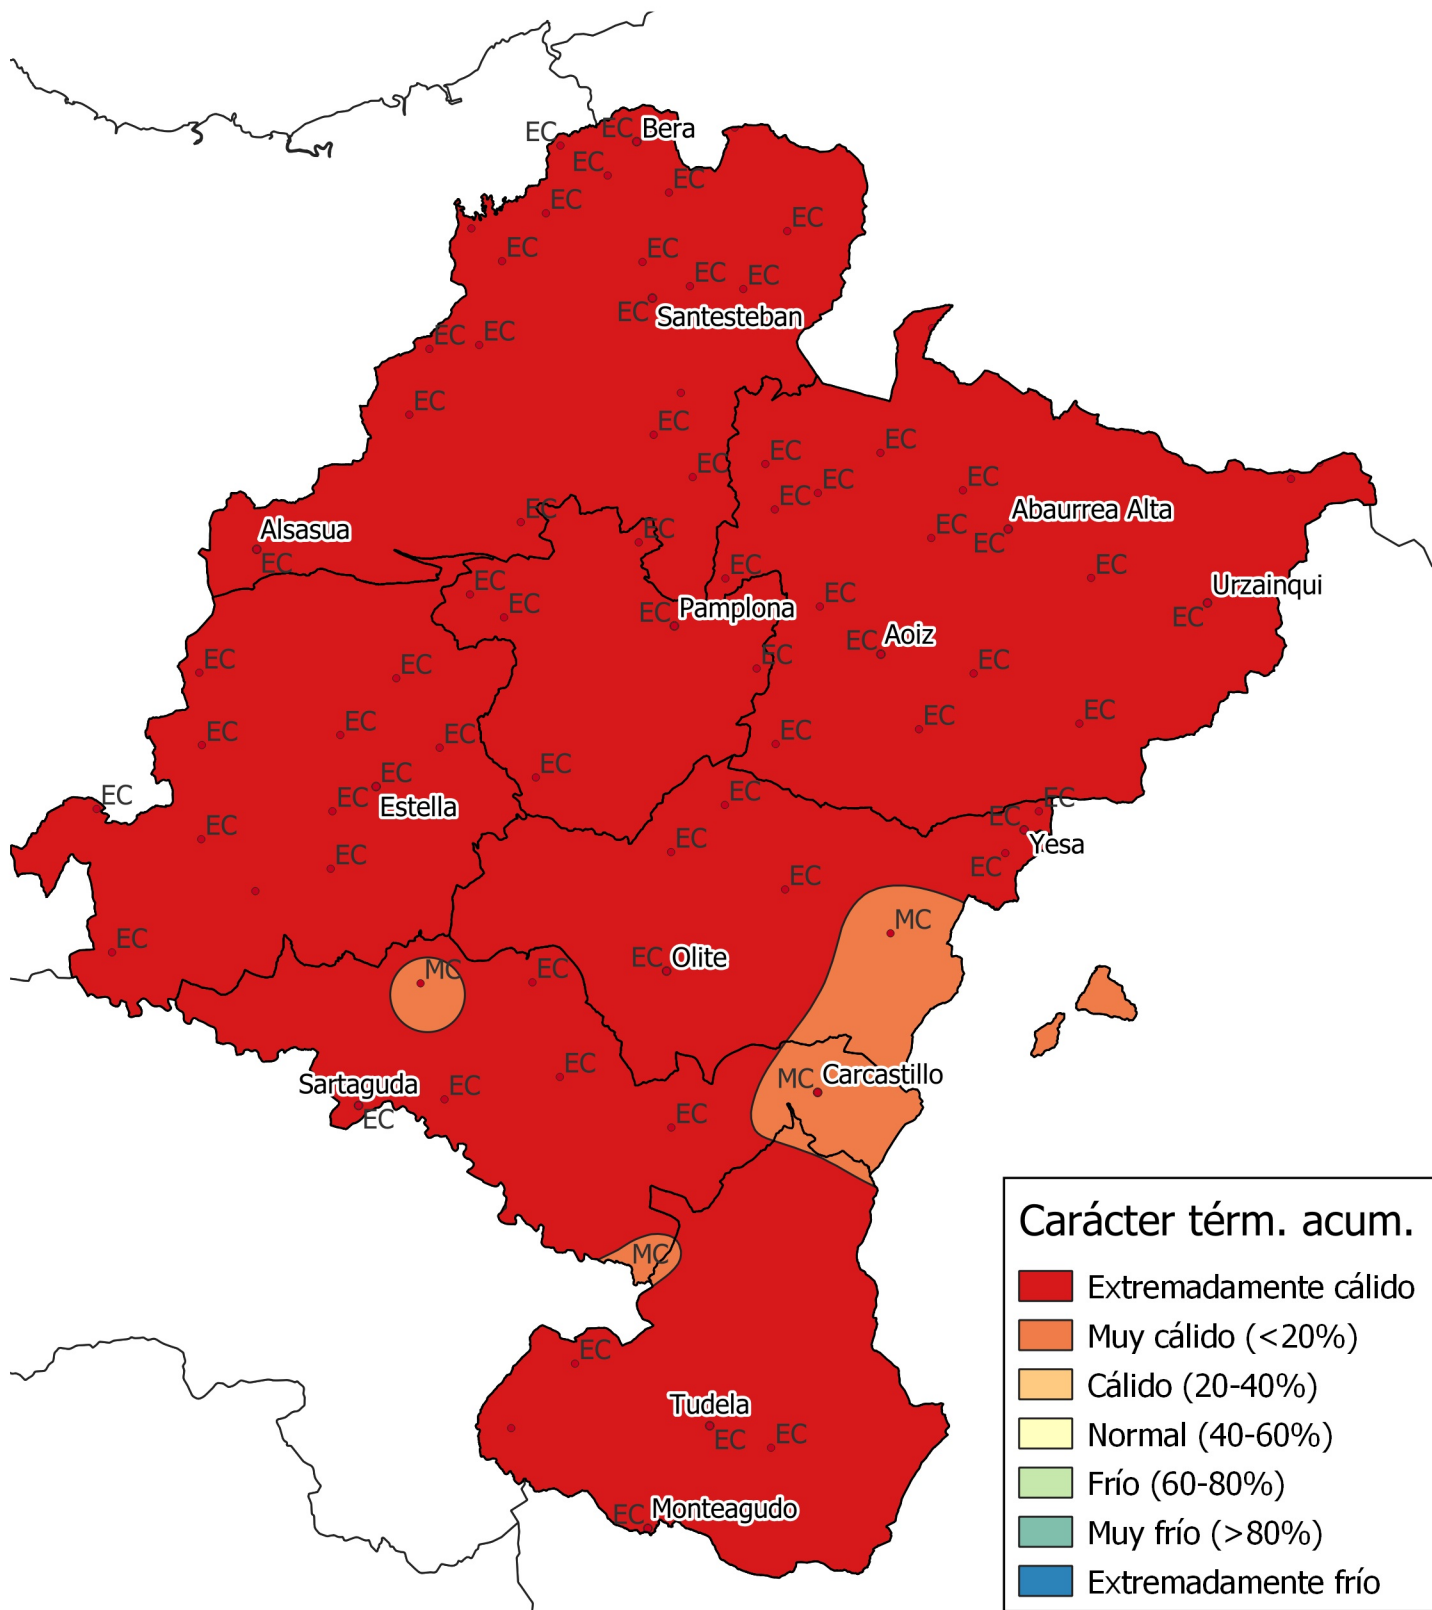 EC
EC Bera
EC
EC
EC
EC
EC
EC
EC
EC
EC
Santesteban
EC
EC
EC
EC
EC
EC
EC
EC
EC
EC
EC
Abaurrea Alta
EC
Alsasua
EC
EC
EC
EC
EC
EC
EC
Urzainqui
EC
EC
EC
EC Pamplona
EC Aoiz
EC
EC
EC
EC
EC
EC
EC
EC
EC
EC
EC
EC
Estella
EC
EC
EC
EC
EC
Yesa
EC
EC
EC
EC
EC
MC
EC
EC Olite
MC
EC
EC
MC Carcastillo
Sartaguda
EC
EC
EC
MC
EC
Tudela
EC
EC
EC Monteagudo
Carácter térm. acum.
Extremadamente cálido
Muy cálido (<20%)
Cálido (20-40%)
Normal (40-60%)
Frío (60-80%)
Muy frío (>80%)
Extremadamente frío